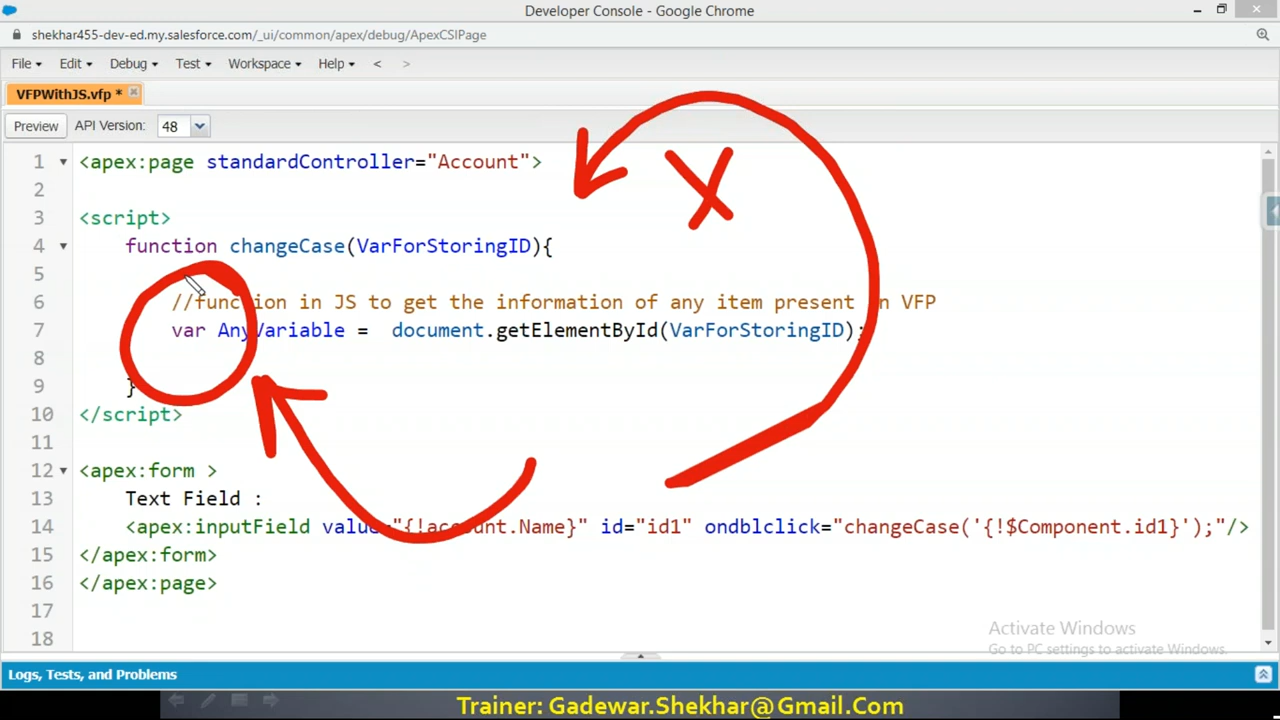 Developer Console - Google Chrome
shekhar455-dev-ed.my.salesforce.com/_ui/common/apex/debug/ApexCSIPage
File Edit Debug Test Workspace Help < >
VFPWithJS.vfp *
Preview API Version: 48
1 <apex:page standardController="Account">
2
3 <script>
4 function changeCase(VarForStoringID){
5
6 //function in JS to get the information of any item present in VFP
7 var AnyVariable = document.getElementById(VarForStoringID);
8
9 }
10 </script>
11
12 <apex:form >
13 Text Field :
14 <apex:inputField value="{!account.Name}" id="id1" ondblclick="changeCase('{!$Component.id1}');"/>
15 </apex:form>
16 </apex:page>
17
18
X
Activate Windows
Go to PC settings to activate Windows.
Logs, Tests, and Problems
Trainer: Gadewar.Shekhar@Gmail.Com